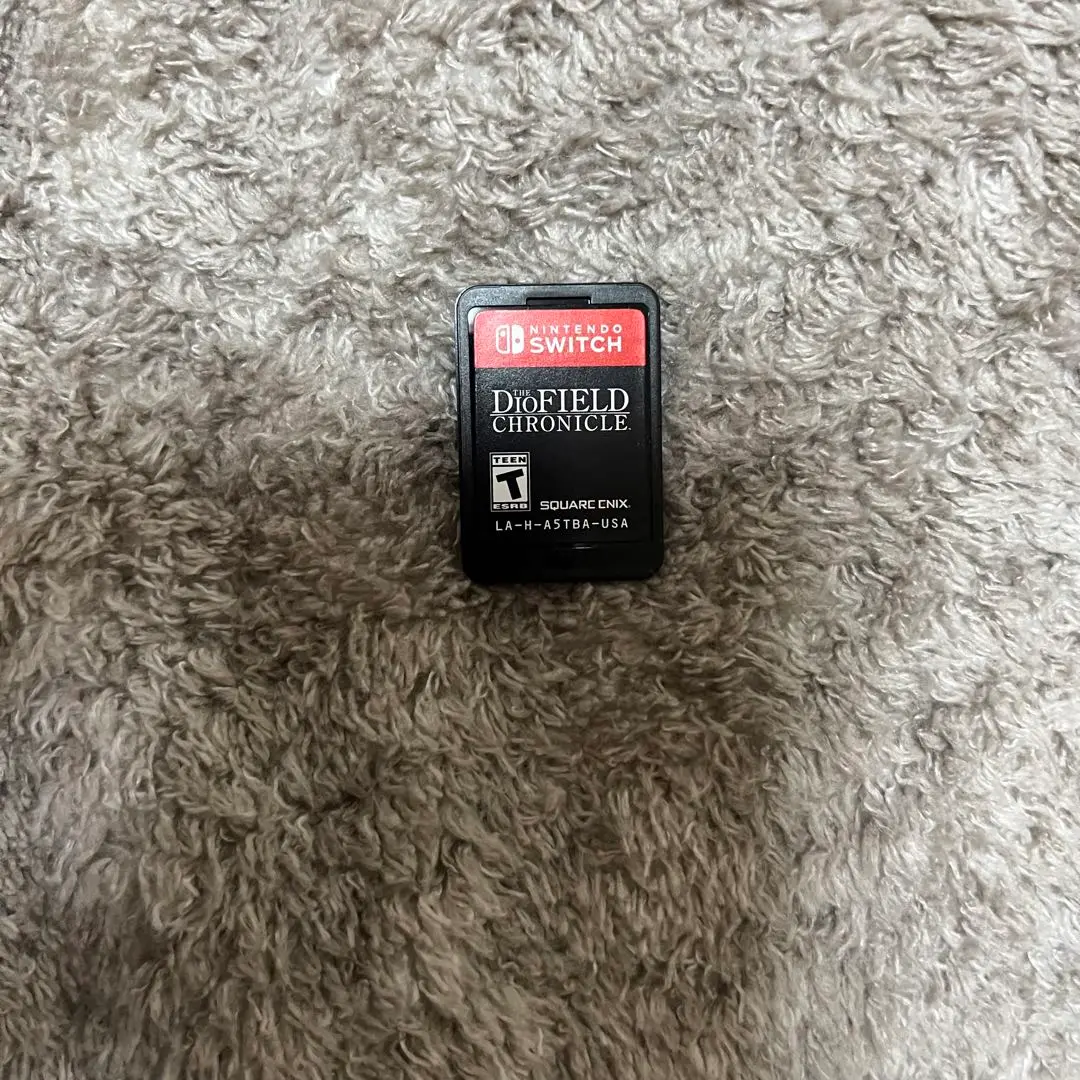 NINTENDO
SWITCH
THE
DIOFIELD
CHRONICLE.
TEEN
T
ESRB
SQUARE ENIX.
LA-H-A5TBA-USA